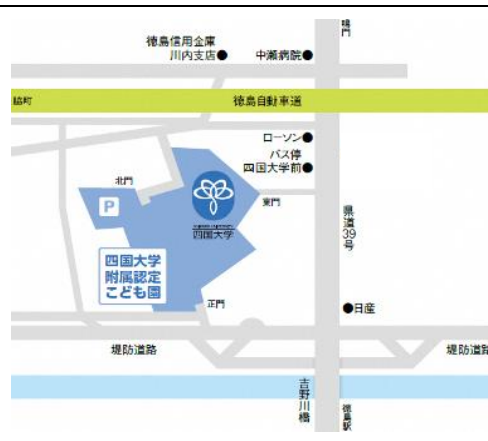 鳴門
徳島信用金庫
川内支店●
中瀬病院●
脇町
徳島自動車道
ローソン●
バス停
四国大学前●
北門
P
東門
四国大学
県道39号
四国大学
附属認定
こども園
正門
●日産
堤防道路
堤防道路
吉野川橋
徳島駅